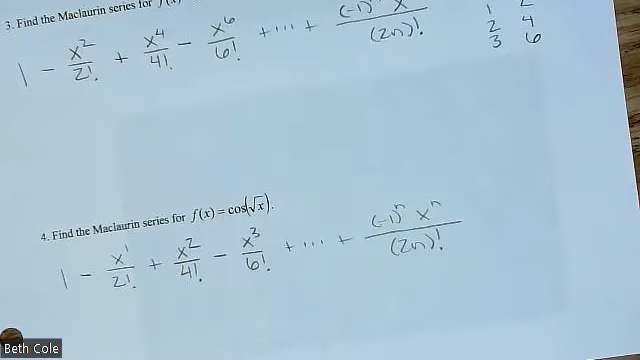 3. Find the Maclaurin series for f(x)
1 - x²/2! + x⁴/4! - x⁶/6! + ... + (-1)ⁿ x / (2n)!
1 2
2 4
3 6
4. Find the Maclaurin series for f(x) = cos(√x).
1 - x¹/2! + x²/4! - x³/6! + ... + (-1)ⁿ xⁿ / (2n)!
Beth Cole